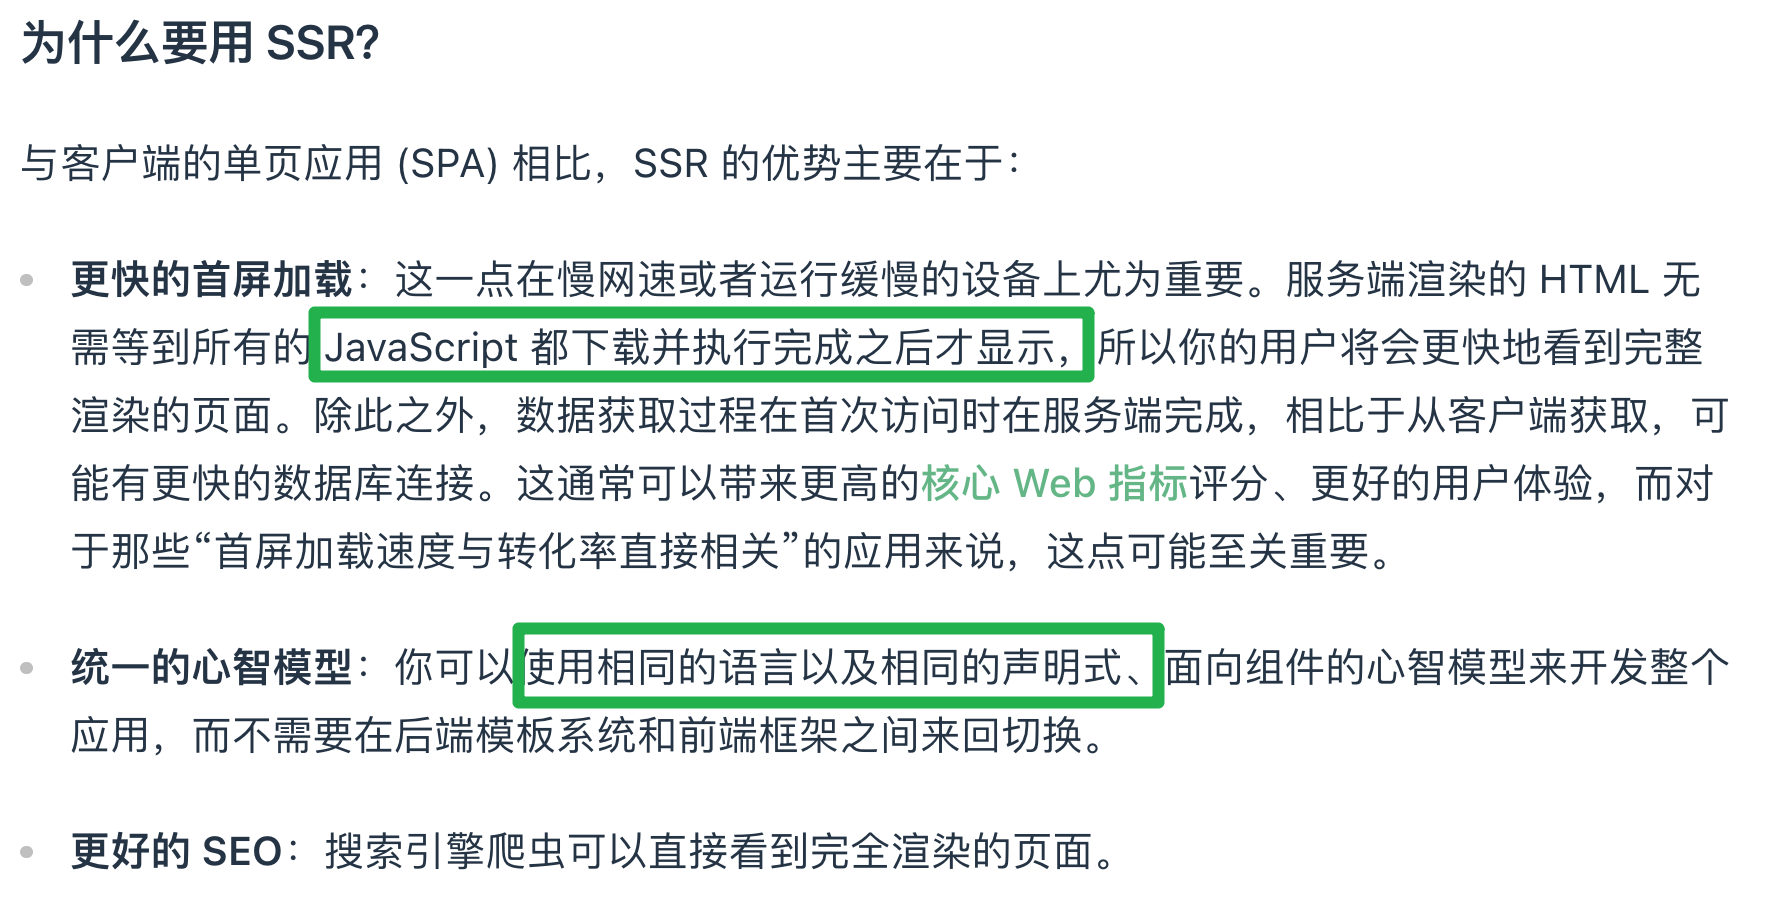 为什么要用 SSR?
与客户端的单页应用 (SPA) 相比，SSR 的优势主要在于：
更快的首屏加载：这一点在慢网速或者运行缓慢的设备上尤为重要。服务端渲染的 HTML 无
需等到所有的 JavaScript 都下载并执行完成之后才显示，所以你的用户将会更快地看到完整
渲染的页面。除此之外，数据获取过程在首次访问时在服务端完成，相比于从客户端获取，可
能有更快的数据库连接。这通常可以带来更高的核心 Web 指标评分、更好的用户体验，而对
于那些“首屏加载速度与转化率直接相关”的应用来说，这点可能至关重要。
统一的心智模型：你可以使用相同的语言以及相同的声明式、面向组件的心智模型来开发整个
应用，而不需要在后端模板系统和前端框架之间来回切换。
更好的 SEO：搜索引擎爬虫可以直接看到完全渲染的页面。